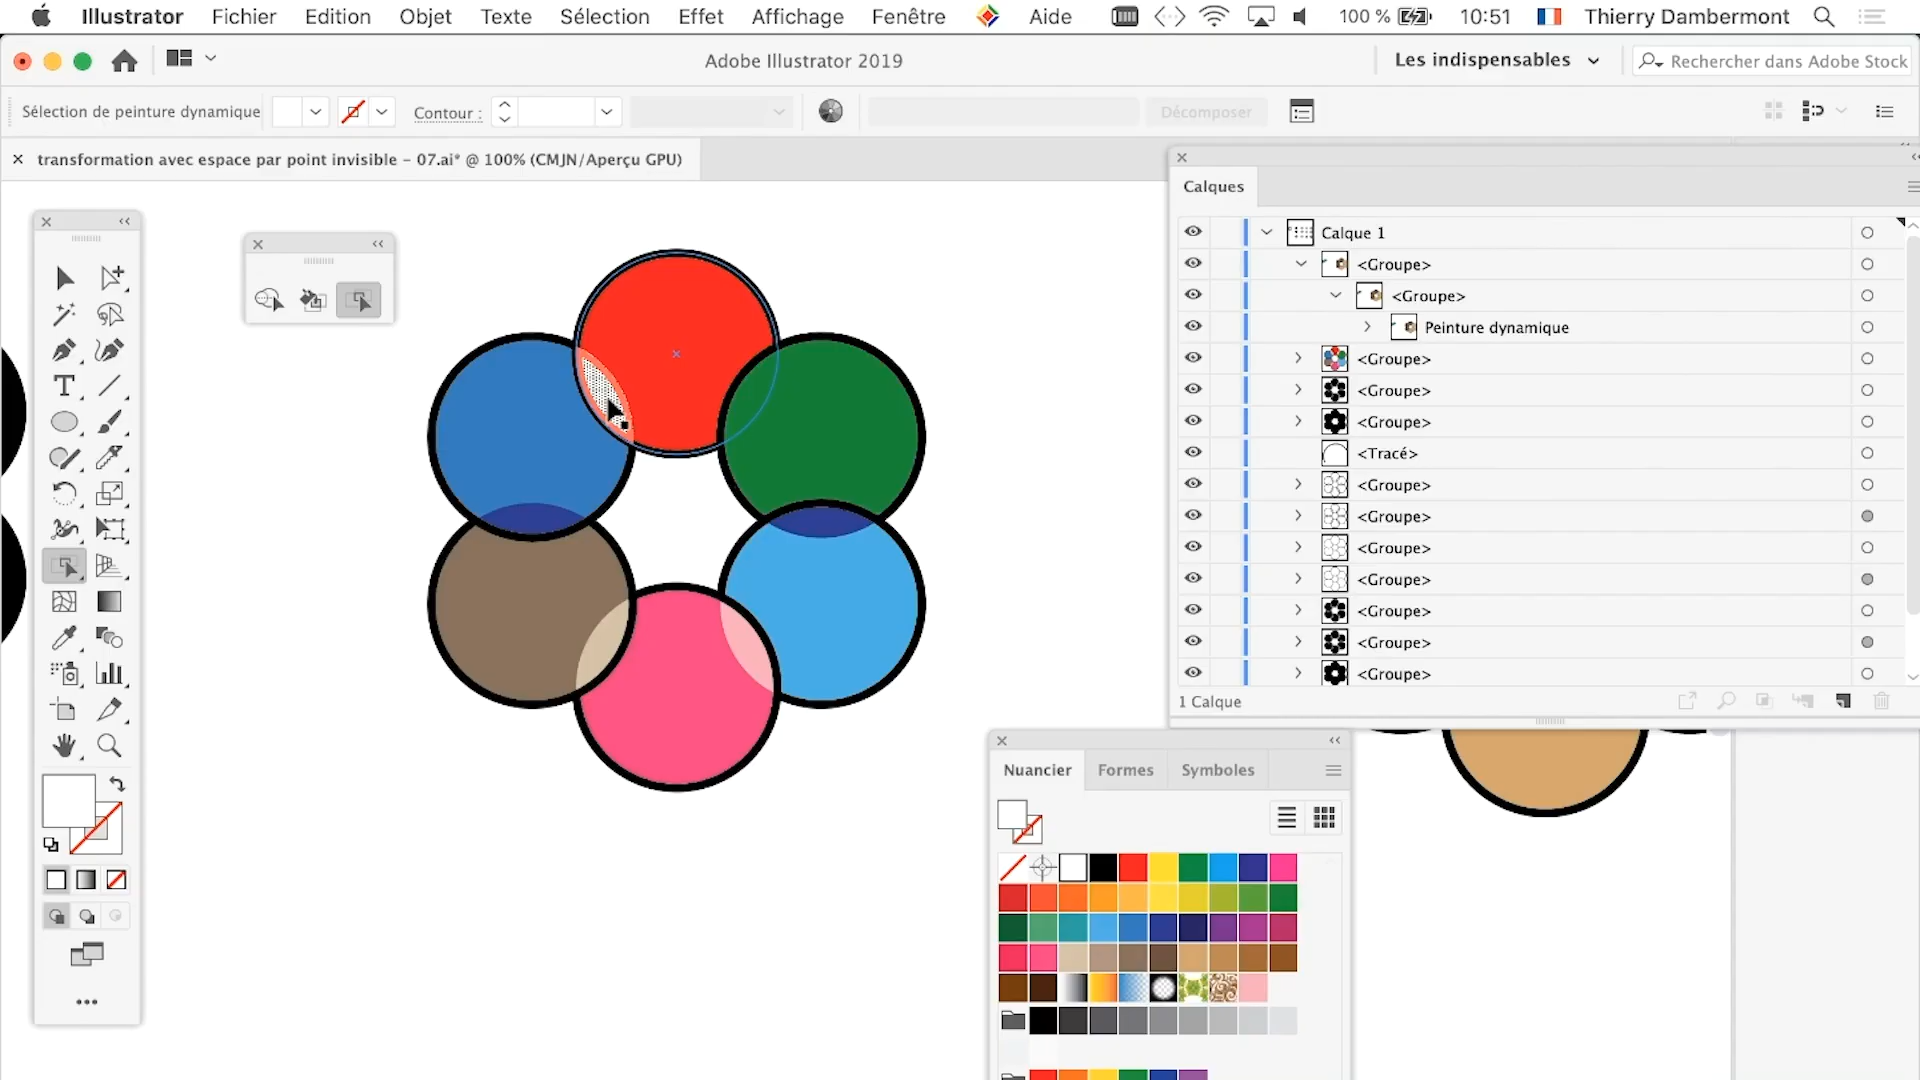 Illustrator Fichier Edition Objet Texte Sélection Effet Affichage Fenêtre Aide 100 % 10:51 Thierry Dambermont
Adobe Illustrator 2019
Les indispensables
Rechercher dans Adobe Stock
Sélection de peinture dynamique
Contour :
Décomposer
× transformation avec espace par point invisible – 07.ai* @ 100% (CMJN/Aperçu GPU)
Calques
Calque 1
<Groupe>
<Groupe>
Peinture dynamique
<Groupe>
<Groupe>
<Groupe>
<Tracé>
<Groupe>
<Groupe>
<Groupe>
<Groupe>
<Groupe>
<Groupe>
<Groupe>
1 Calque
Nuancier Formes Symboles